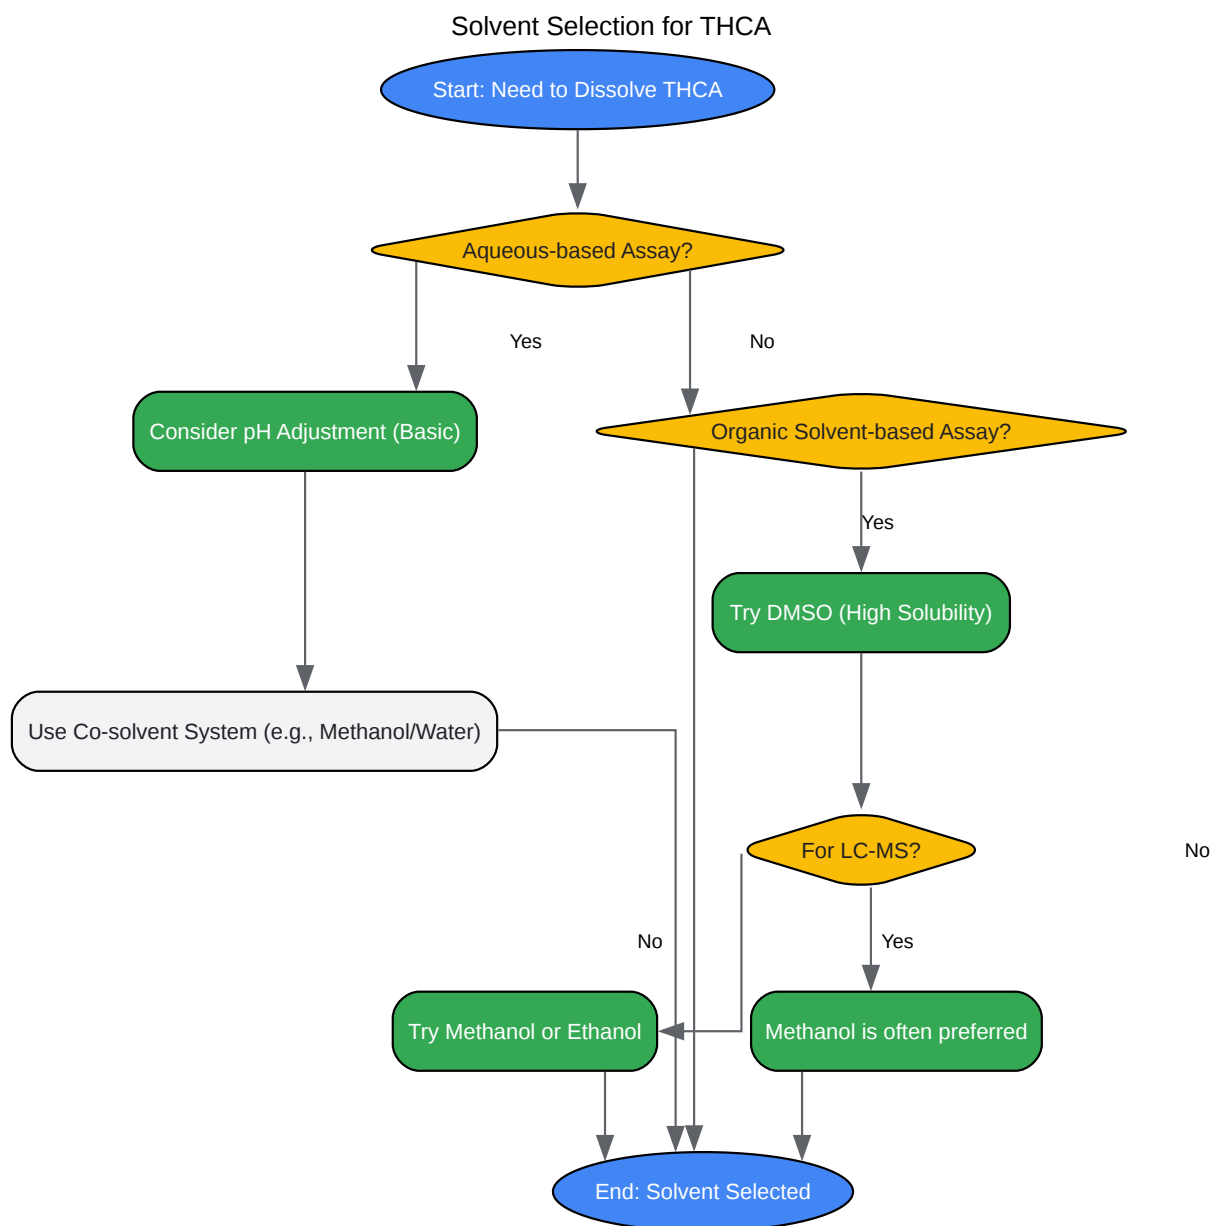 Solvent Selection for THCA
Start: Need to Dissolve THCA
Aqueous-based Assay?
Yes
No
Consider pH Adjustment (Basic)
Organic Solvent-based Assay?
Yes
Try DMSO (High Solubility)
Use Co-solvent System (e.g., Methanol/Water)
For LC-MS?
No
No
Yes
Try Methanol or Ethanol
Methanol is often preferred
End: Solvent Selected